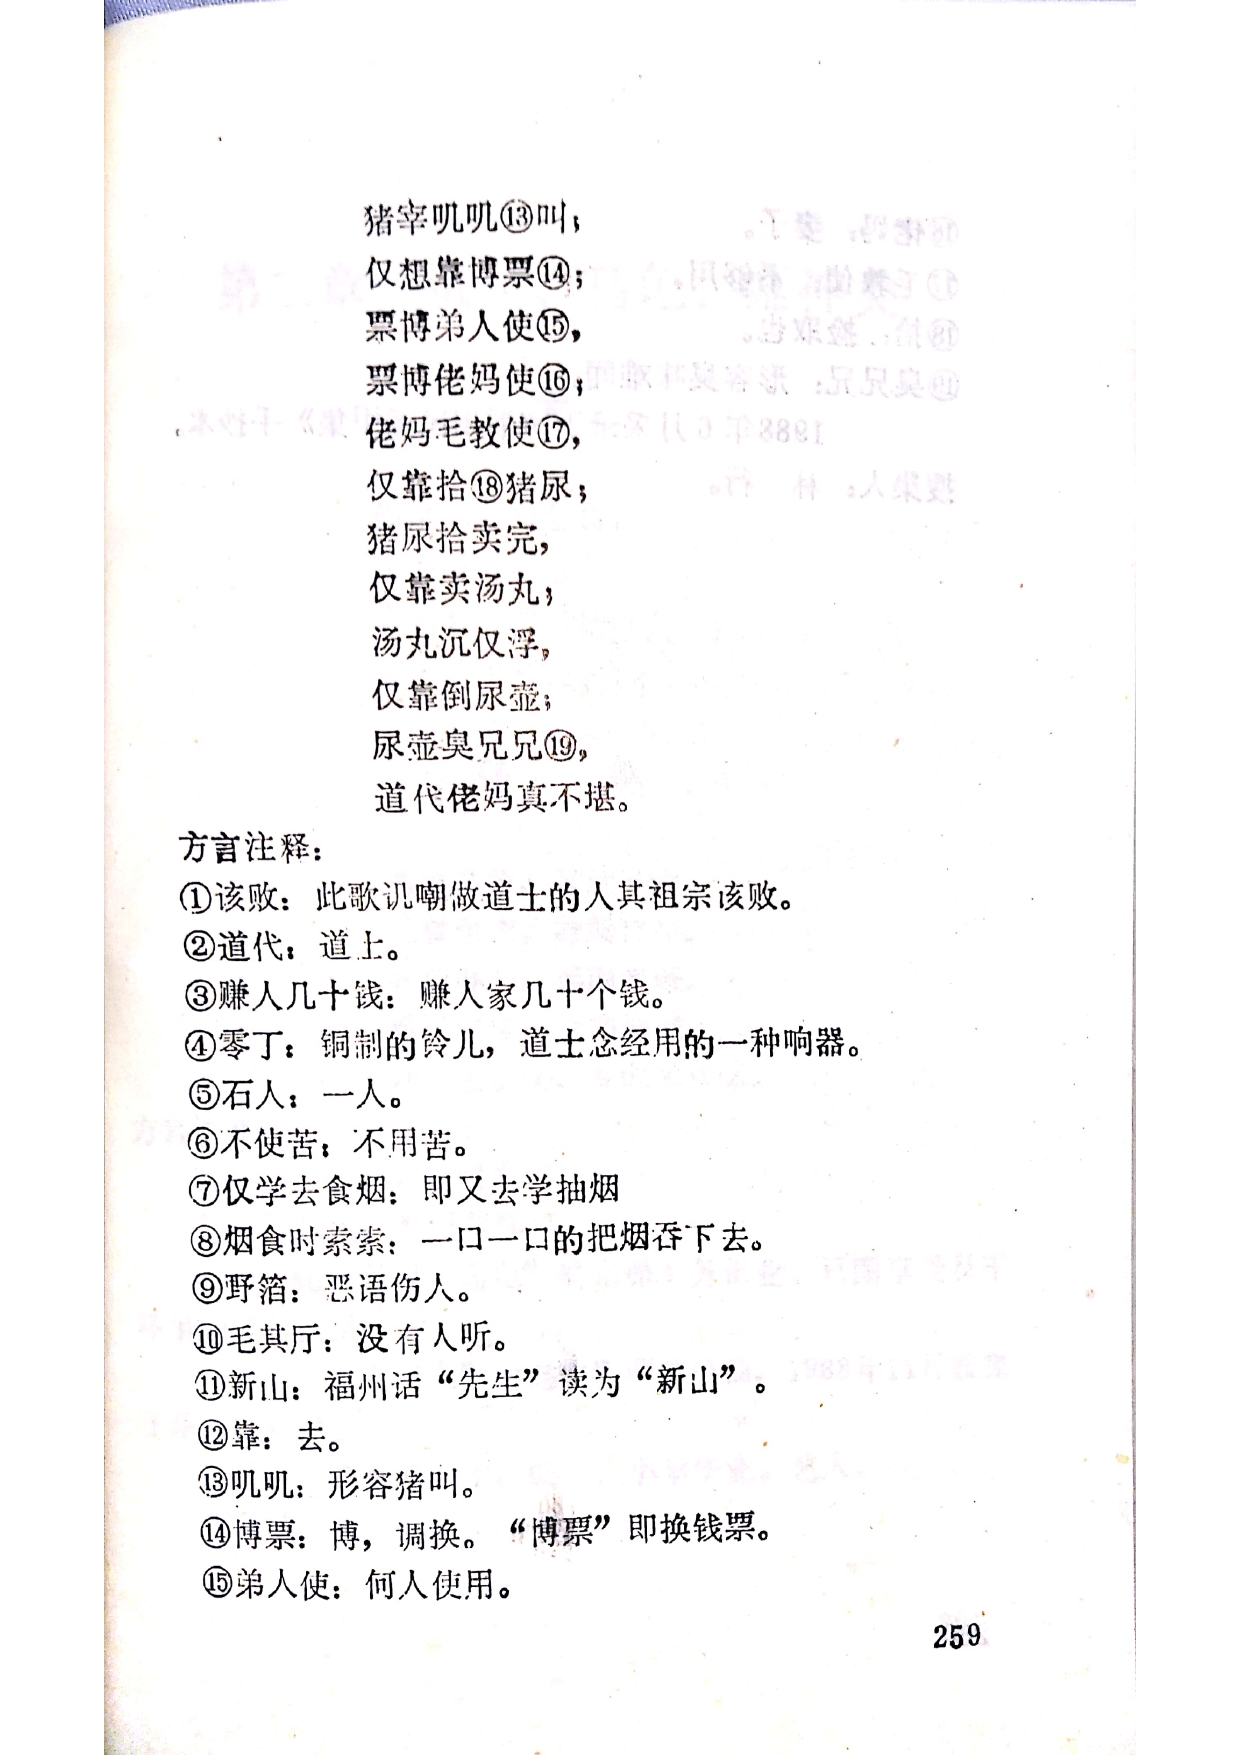 猪宰叽叽⑬叫；
仅想靠博票⑭；
票博弟人使⑮，
票博佬妈使⑯；
佬妈毛教使⑰，
仅靠拾⑱猪尿；
猪尿拾卖完，
仅靠卖汤丸；
汤丸沉仅浮，
仅靠倒尿壶；
尿壶臭兄兄⑲，
道代佬妈真不堪。
方言注释：
①该败：此歌讥嘲做道士的人其祖宗该败。
②道代：道上。
③赚人几十钱：赚人家几十个钱。
④零丁：铜制的铃儿，道士念经用的一种响器。
⑤石人：一人。
⑥不使苦：不用苦。
⑦仅学去食烟：即又去学抽烟
⑧烟食时索索：一口一口的把烟吞下去。
⑨野箔：恶语伤人。
⑩毛其厅：没有人听。
⑪新山：福州话“先生”读为“新山”。
⑫靠：去。
⑬叽叽：形容猪叫。
⑭博票：博，调换。“博票”即换钱票。
⑮弟人使：何人使用。
259